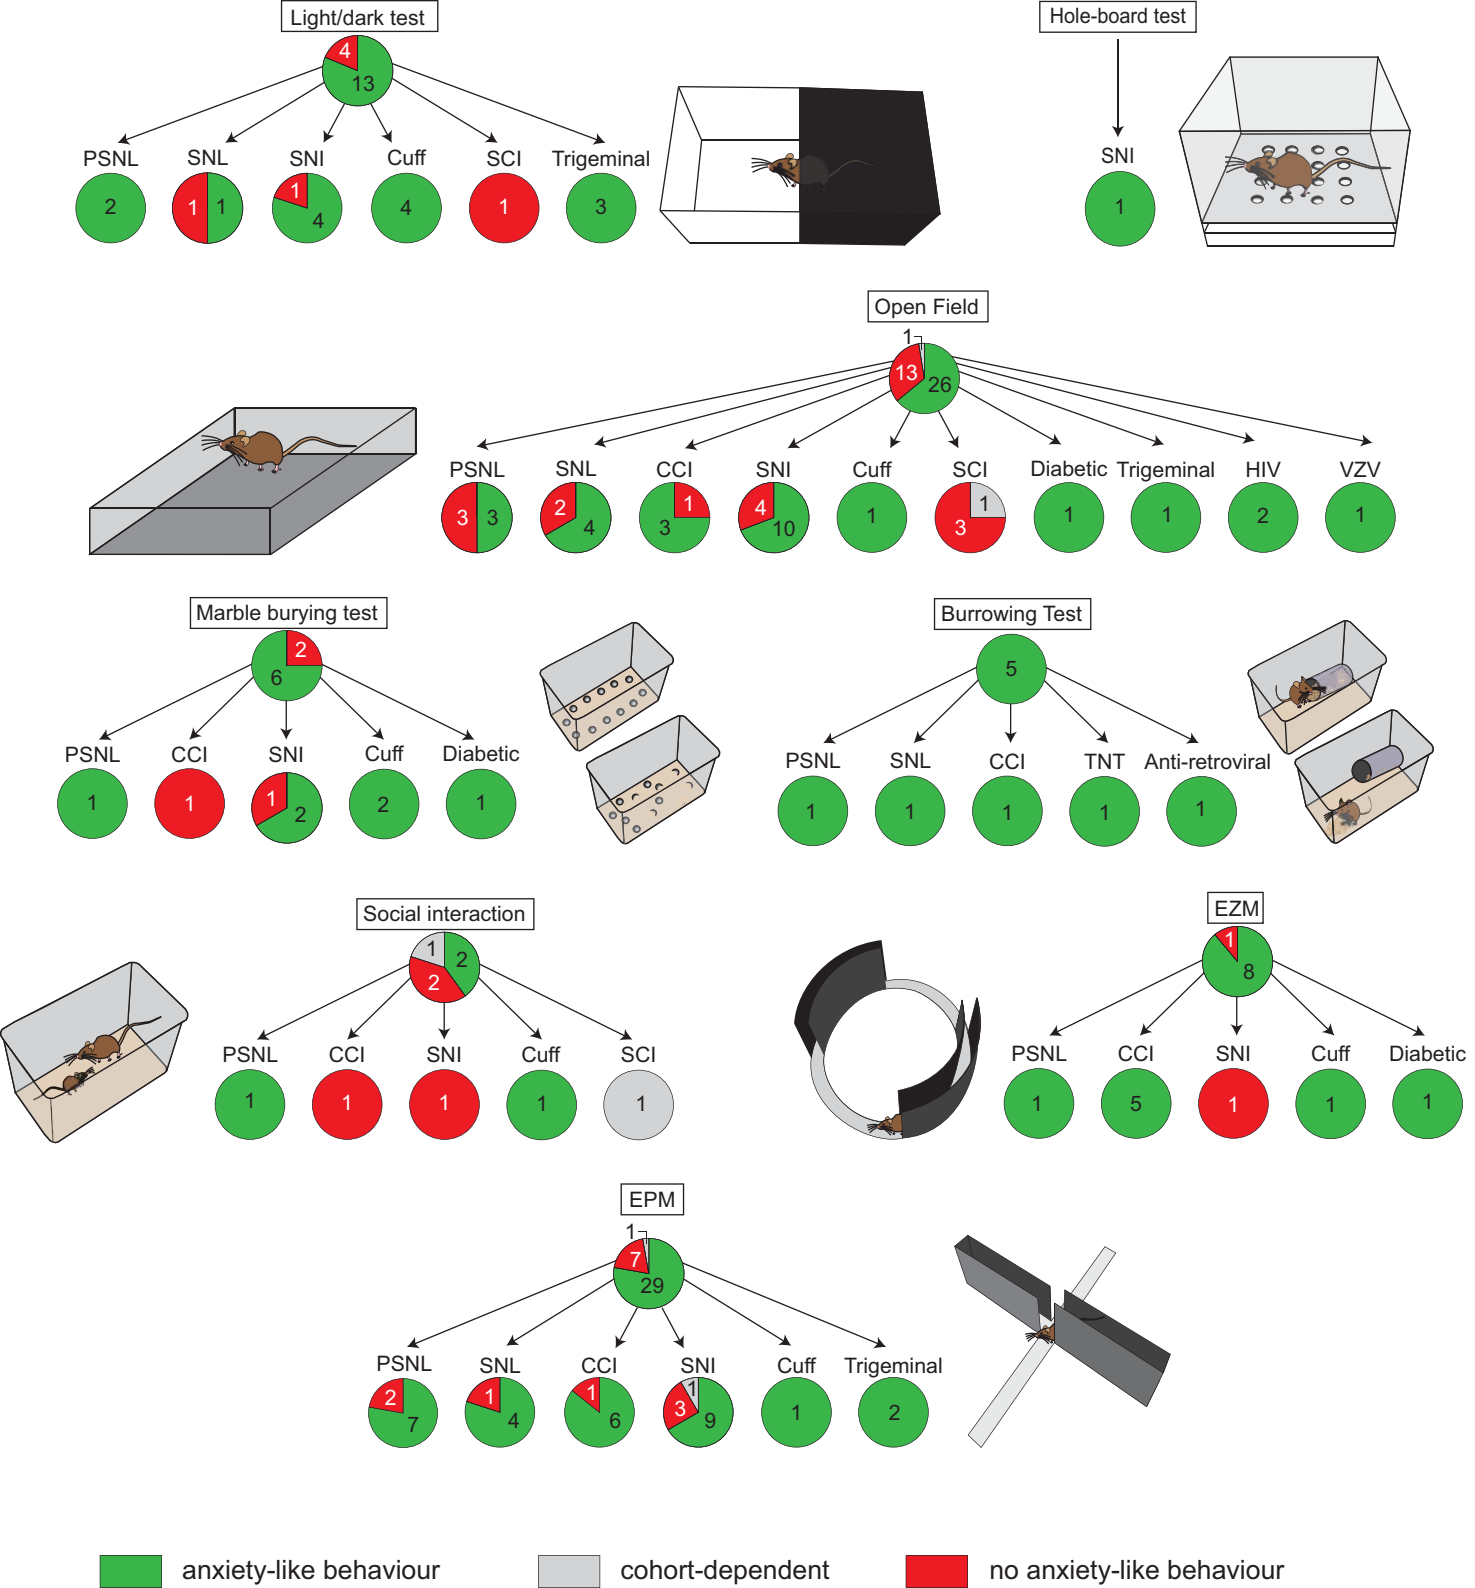 Light/dark test
4
13
PSNL SNL SNI Cuff SCI Trigeminal
2 1 1 1 4 4 1 3
Hole-board test
SNI
1
Open Field
1
13 26
PSNL SNL CCI SNI Cuff SCI Diabetic Trigeminal HIV VZV
3 3 2 4 1 3 4 10 1 1 3 1 1 2 1
Marble burying test
2
6
PSNL CCI SNI Cuff Diabetic
1 1 1 2 2 1
Burrowing Test
5
PSNL SNL CCI TNT Anti-retroviral
1 1 1 1 1
Social interaction
1 2
2
PSNL CCI SNI Cuff SCI
1 1 1 1 1
EZM
1
8
PSNL CCI SNI Cuff Diabetic
1 5 1 1 1
EPM
1
7
29
PSNL SNL CCI SNI Cuff Trigeminal
2 7 1 4 1 6 1 3 9 1 2
anxiety-like behaviour cohort-dependent no anxiety-like behaviour